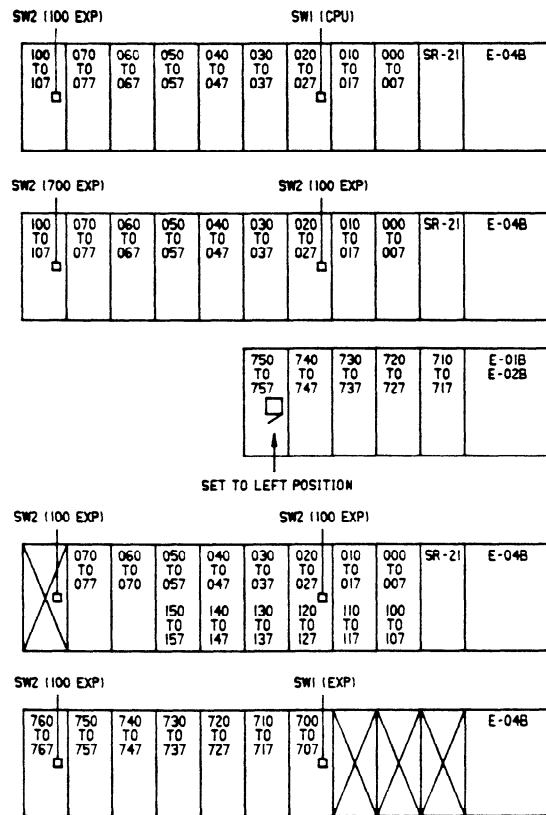 SW2 (100 EXP) SW1 (CPU)
100 070 060 050 040 030 020 010 000 SR-21 E-04B
TO TO TO TO TO TO TO TO TO
107 077 067 057 047 037 027 017 007
SW2 (700 EXP) SW2 (100 EXP)
100 070 060 050 040 030 020 010 000 SR-21 E-04B
TO TO TO TO TO TO TO TO TO
107 077 067 057 047 037 027 017 007
750 740 730 720 710 E-01B
TO TO TO TO TO E-02B
757 747 737 727 717
SET TO LEFT POSITION
SW2 (100 EXP) SW2 (100 EXP)
070 060 050 040 030 020 010 000 SR-21 E-04B
TO TO TO TO TO TO TO TO
077 070 057 047 037 027 017 007
150 140 130 120 110 100
TO TO TO TO TO TO
157 147 137 127 117 107
SW2 (100 EXP) SW1 (EXP)
760 750 740 730 720 710 700 E-04B
TO TO TO TO TO TO TO
767 757 747 737 727 717 707